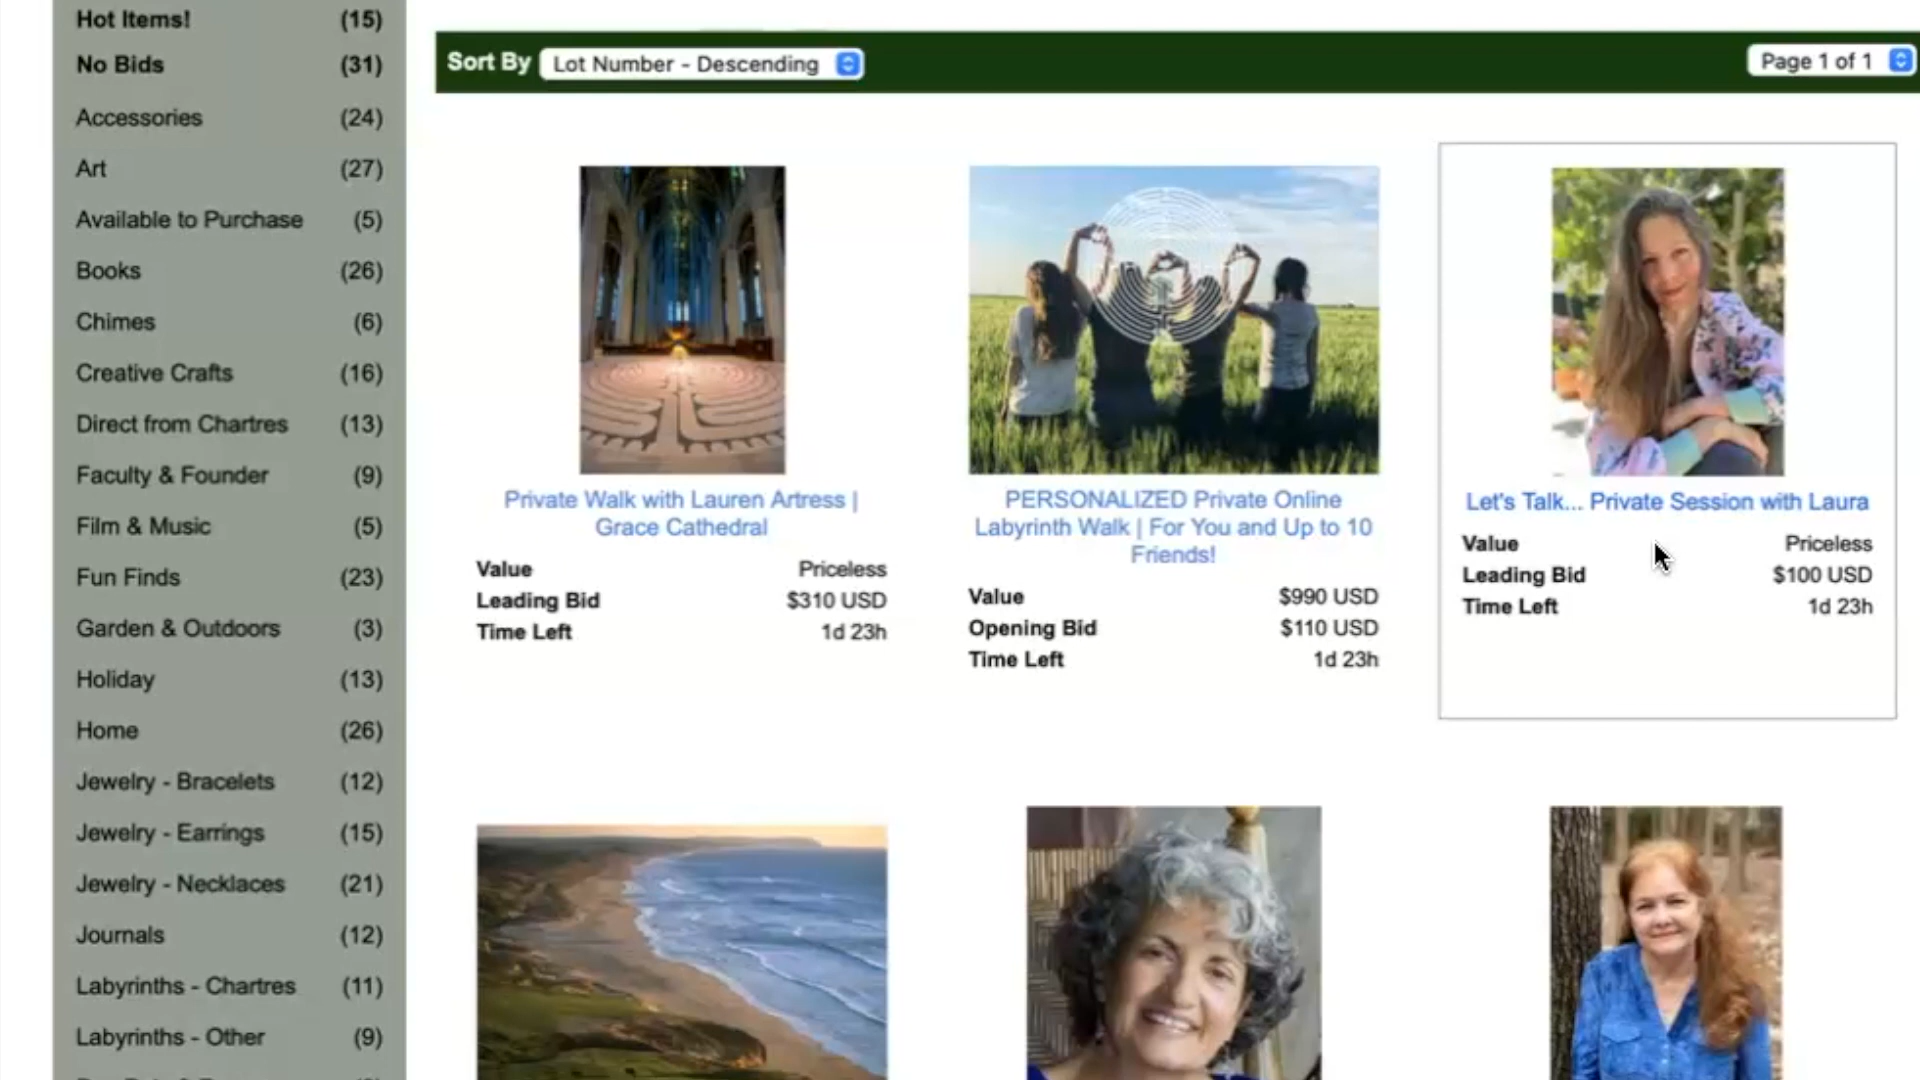 Hot Items! (15)
No Bids (31)
Accessories (24)
Art (27)
Available to Purchase (5)
Books (26)
Chimes (6)
Creative Crafts (16)
Direct from Chartres (13)
Faculty & Founder (9)
Film & Music (5)
Fun Finds (23)
Garden & Outdoors (3)
Holiday (13)
Home (26)
Jewelry - Bracelets (12)
Jewelry - Earrings (15)
Jewelry - Necklaces (21)
Journals (12)
Labyrinths - Chartres (11)
Labyrinths - Other (9)
Sort By Lot Number - Descending
Page 1 of 1
Private Walk with Lauren Artress |
Grace Cathedral
Value Priceless
Leading Bid $310 USD
Time Left 1d 23h
PERSONALIZED Private Online
Labyrinth Walk | For You and Up to 10
Friends!
Value $990 USD
Opening Bid $110 USD
Time Left 1d 23h
Let's Talk... Private Session with Laura
Value Priceless
Leading Bid $100 USD
Time Left 1d 23h